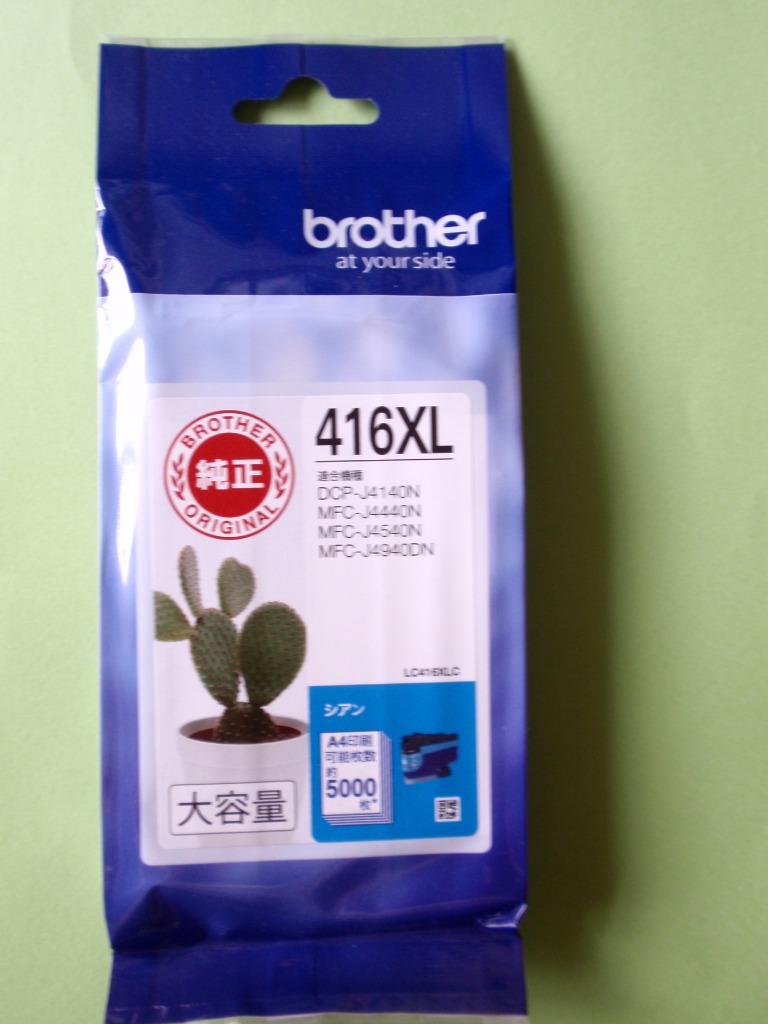 brother
at your side
BROTHER
純正
ORIGINAL
416XL
適合機種
DCP-J4140N
MFC-J4440N
MFC-J4540N
MFC-J4940DN
LC416XLC
シアン
A4印刷
可能枚数
約
5000
枚*
大容量